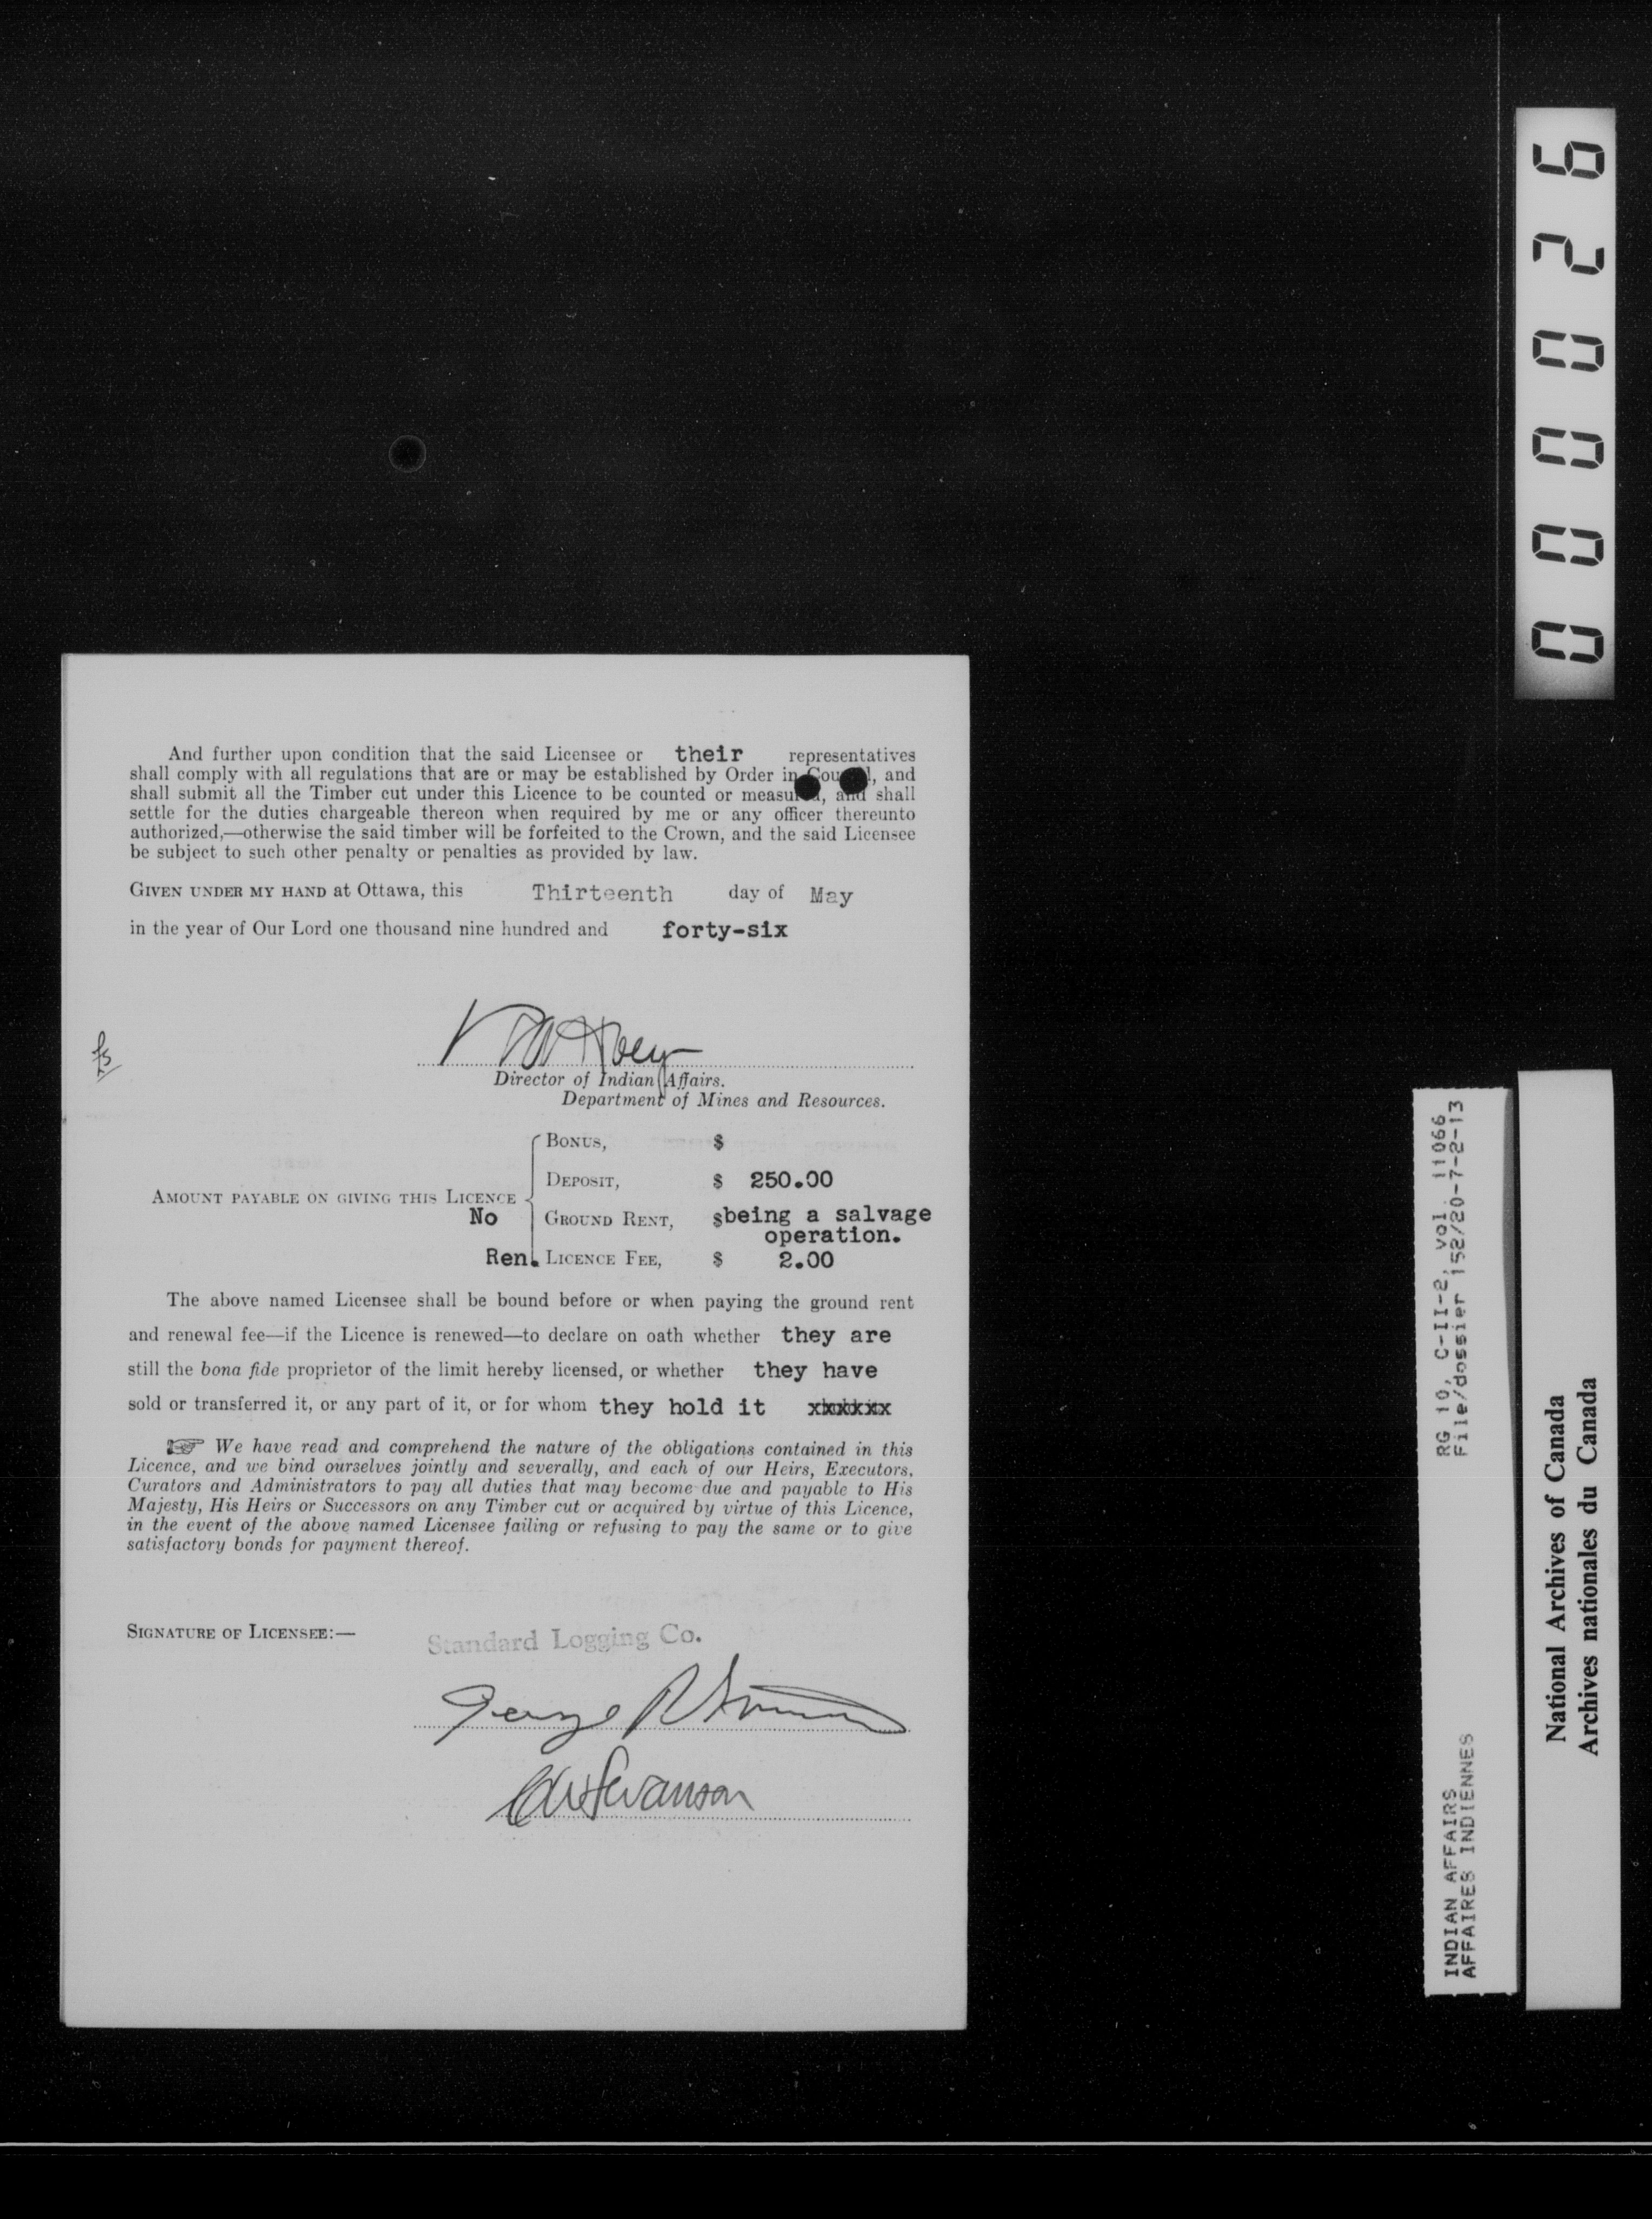 And further upon condition that the said Licensee or their representatives
shall comply with all regulations that are or may be established by Order in Council, and
shall submit all the Timber cut under this Licence to be counted or measured, and shall
settle for the duties chargeable thereon when required by me or any officer thereunto
authorized,—otherwise the said timber will be forfeited to the Crown, and the said Licensee
be subject to such other penalty or penalties as provided by law.
GIVEN UNDER MY HAND at Ottawa, this Thirteenth day of May
in the year of Our Lord one thousand nine hundred and forty-six
Hoey
Director of Indian Affairs.
Department of Mines and Resources.
BONUS, $
DEPOSIT, $ 250.00
AMOUNT PAYABLE ON GIVING THIS LICENCE
No GROUND RENT, $being a salvage
operation.
Ren. LICENCE FEE, $ 2.00
The above named Licensee shall be bound before or when paying the ground rent
and renewal fee—if the Licence is renewed—to declare on oath whether they are
still the bona fide proprietor of the limit hereby licensed, or whether they have
sold or transferred it, or any part of it, or for whom they hold it xxxxxx
☞ We have read and comprehend the nature of the obligations contained in this
Licence, and we bind ourselves jointly and severally, and each of our Heirs, Executors,
Curators and Administrators to pay all duties that may become due and payable to His
Majesty, His Heirs or Successors on any Timber cut or acquired by virtue of this Licence,
in the event of the above named Licensee failing or refusing to pay the same or to give
satisfactory bonds for payment thereof.
SIGNATURE OF LICENSEE:—
Standard Logging Co.
George
Swanson
000026
RG 10, C-II-2, vol. 11066,
File/dossier 152/20-7-2-13
INDIAN AFFAIRS
AFFAIRES INDIENNES
National Archives of Canada
Archives nationales du Canada